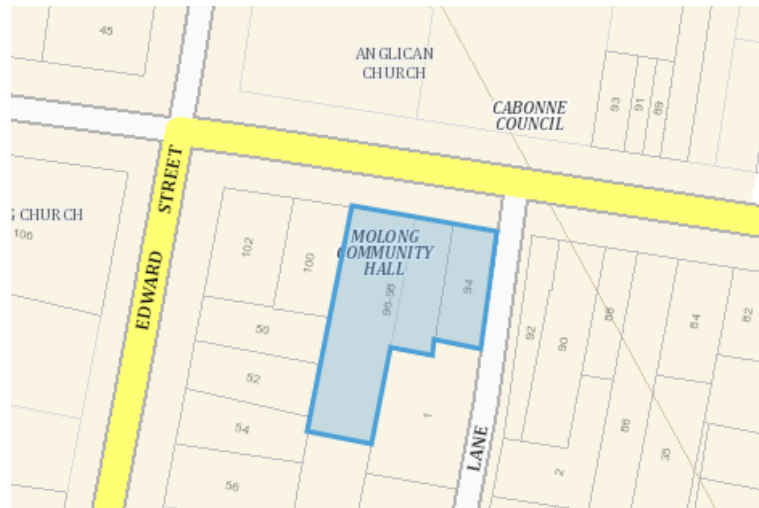 45
ANGLICAN
CHURCH
CABONNE
COUNCIL
93
91
89
EDWARD STREET
G CHURCH
106
102
100
MOLONG
COMMUNITY
HALL
96-98
94
50
52
54
56
1
LANE
92
90
88
86
84
82
2
35